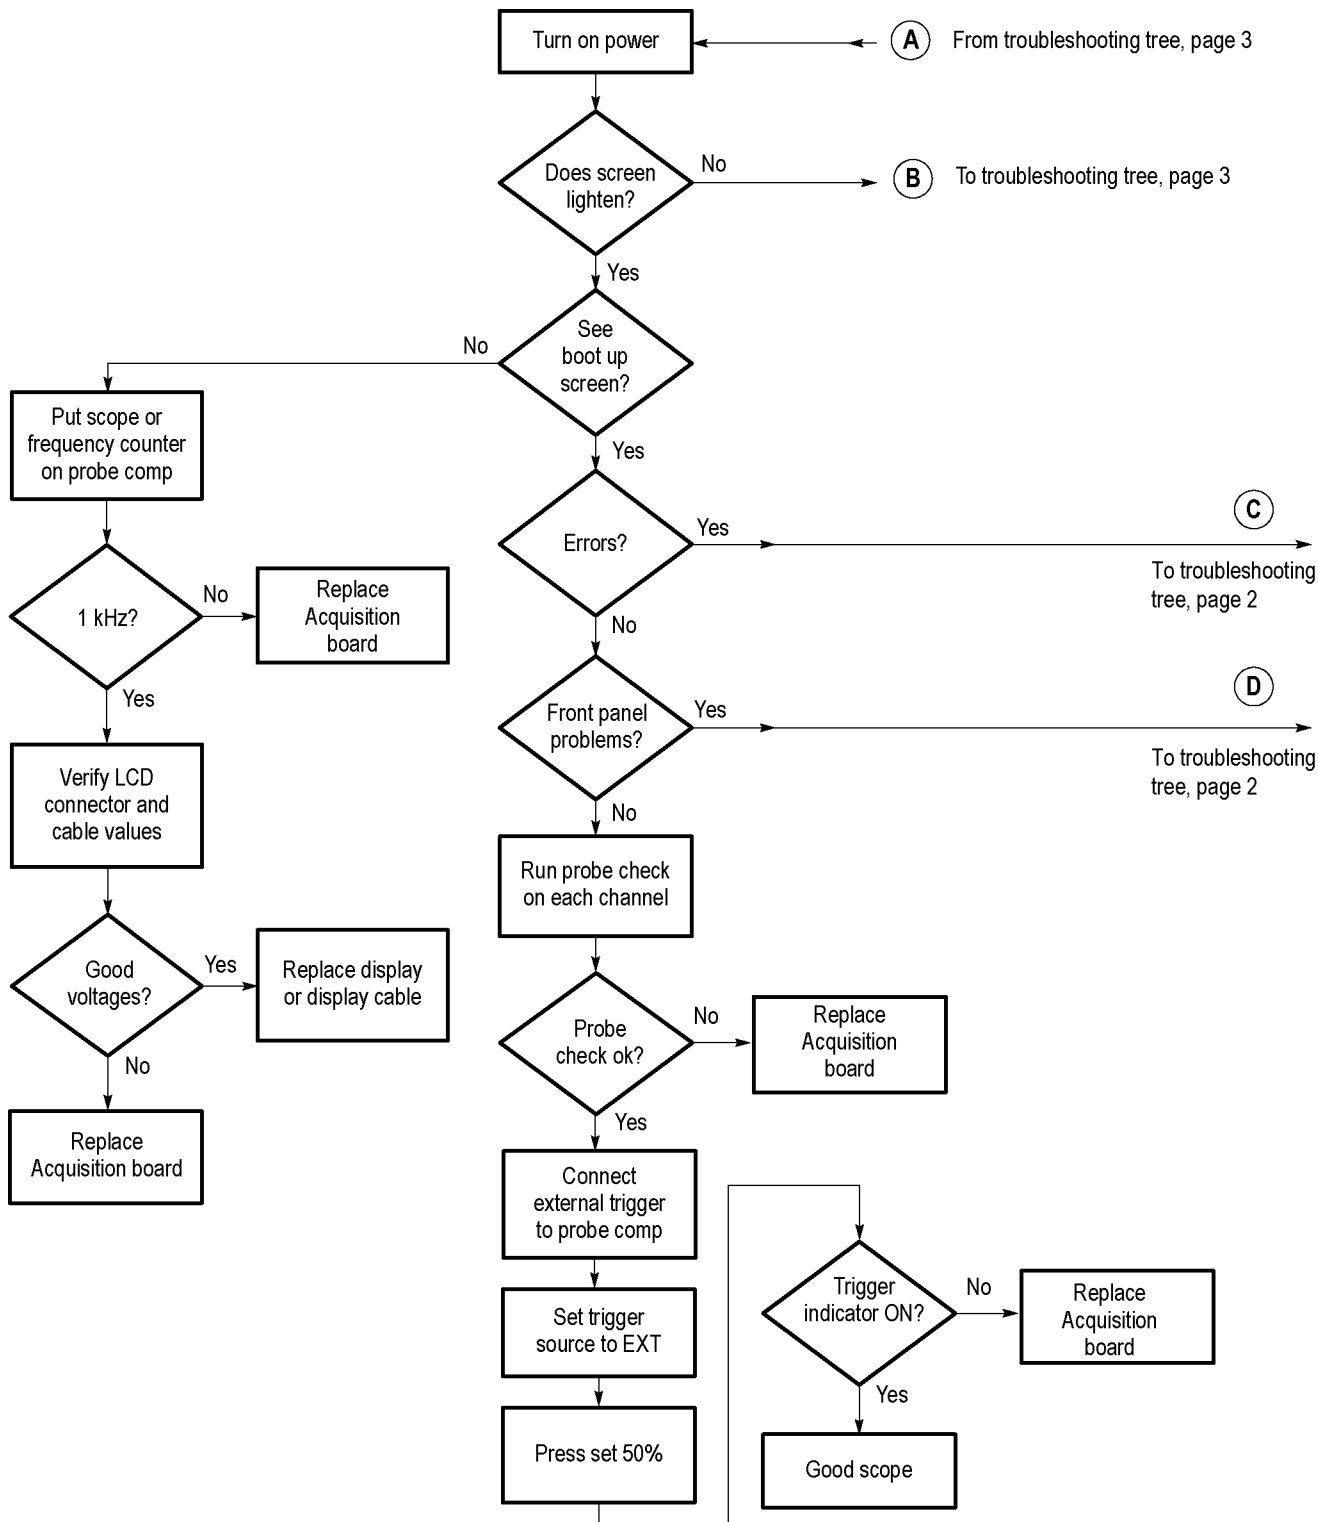 Turn on power
A
From troubleshooting tree, page 3
Does screen
lighten?
No
B
To troubleshooting tree, page 3
Yes
See
boot up
screen?
No
Put scope or
frequency counter
on probe comp
Yes
Errors?
Yes
C
To troubleshooting
tree, page 2
1 kHz?
No
Replace
Acquisition
board
No
Yes
Front panel
problems?
Yes
D
To troubleshooting
tree, page 2
Verify LCD
connector and
cable values
No
Run probe check
on each channel
Good
voltages?
Yes
Replace display
or display cable
Probe
check ok?
No
Replace
Acquisition
board
No
Replace
Acquisition board
Yes
Connect
external trigger
to probe comp
Set trigger
source to EXT
Press set 50%
Trigger
indicator ON?
No
Replace
Acquisition
board
Yes
Good scope